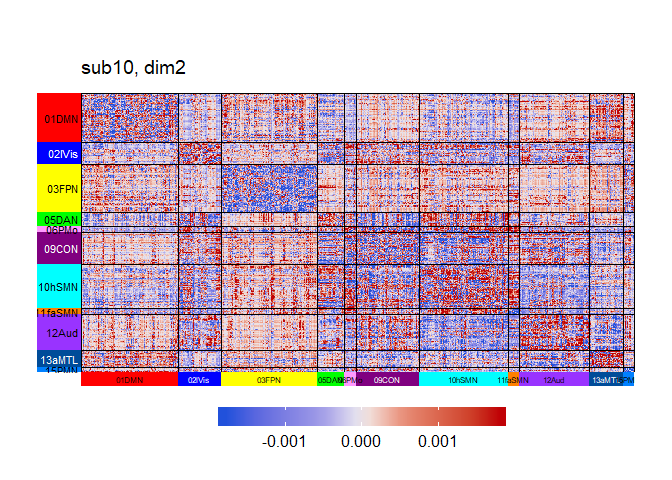 sub10, dim2
01DMN
02lVis
03FPN
05DAN
06PMo
09CON
10hSMN
11faSMN
12Aud
13aMTL
15PMN
01DMN
02lVis
03FPN
05DAN
09CON
10hSMN
11faSMN
12Aud
13aMTL
-0.001
0.000
0.001